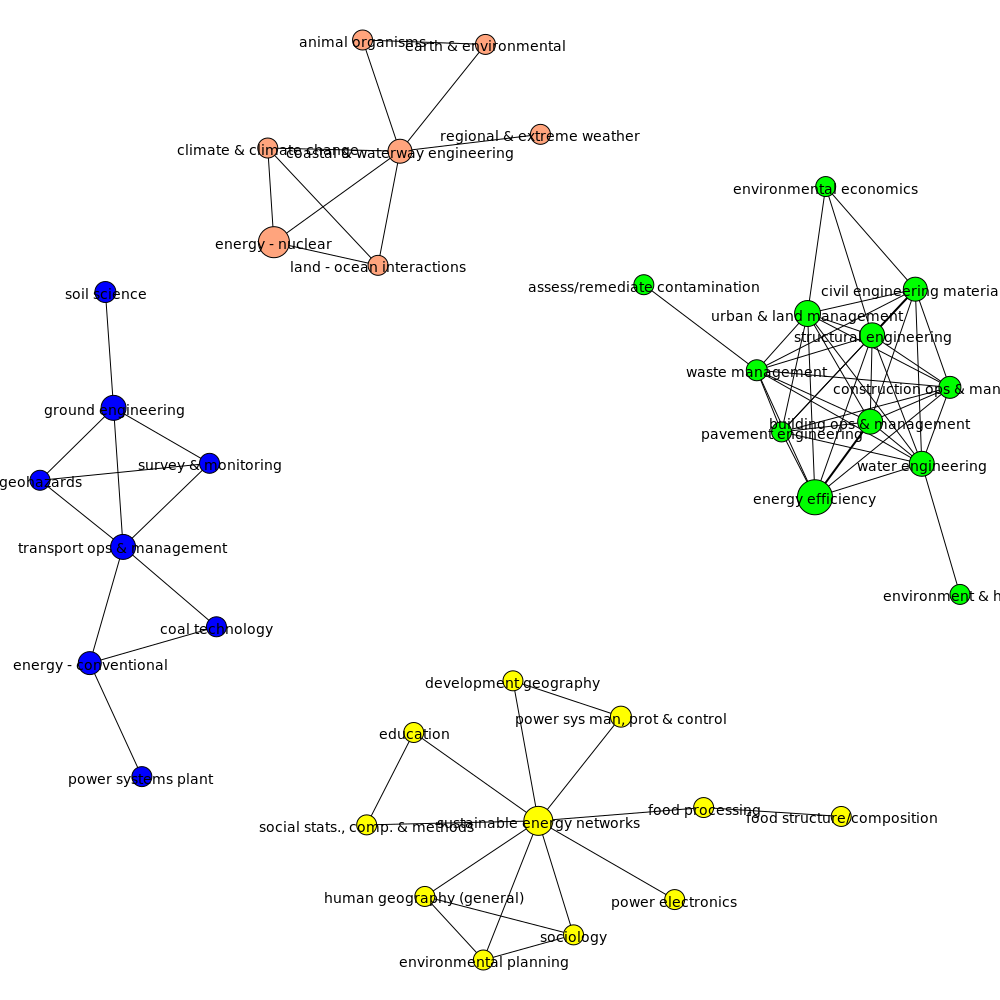 animal organisms
earth & environmental
regional & extreme weather
climate & climate change
coastal & waterway engineering
energy - nuclear
land - ocean interactions
environmental economics
assess/remediate contamination
civil engineering materia
urban & land management
structural engineering
waste management
construction ops & man
building ops & management
pavement engineering
water engineering
energy efficiency
environment & h
soil science
ground engineering
survey & monitoring
geohazards
transport ops & management
coal technology
energy - conventional
power systems plant
development geography
power sys man, prot & control
education
food processing
food structure/composition
social stats., comp. & methods
sustainable energy networks
human geography (general)
power electronics
sociology
environmental planning